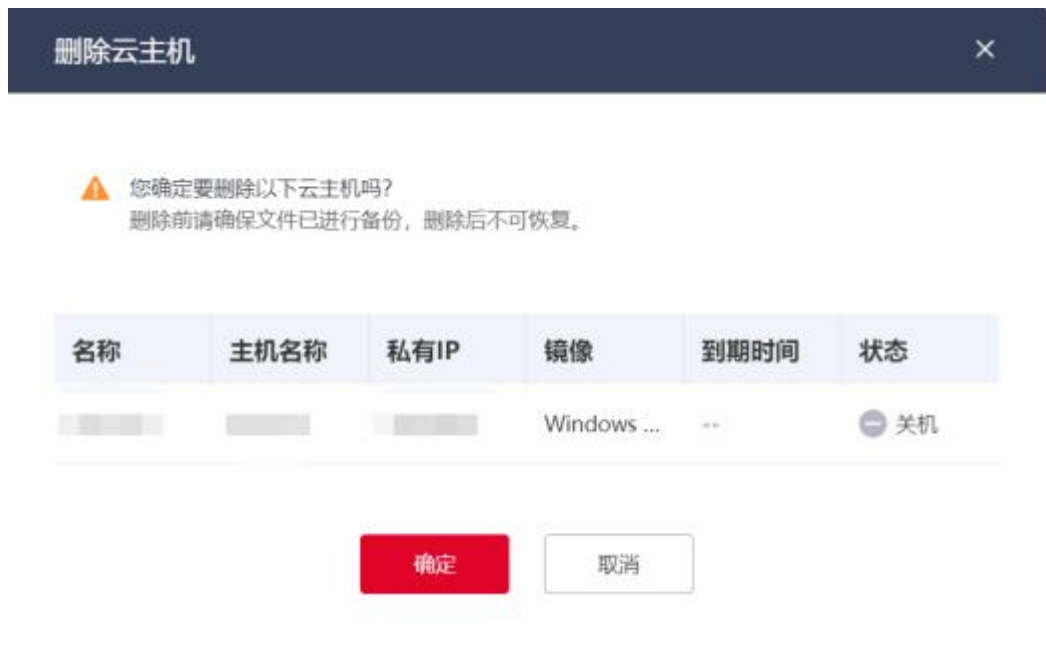 删除云主机
您确定要删除以下云主机吗?
删除前请确保文件已进行备份，删除后不可恢复。
名称 主机名称 私有IP 镜像 到期时间 状态
Windows ... -- 关机
确定 取消